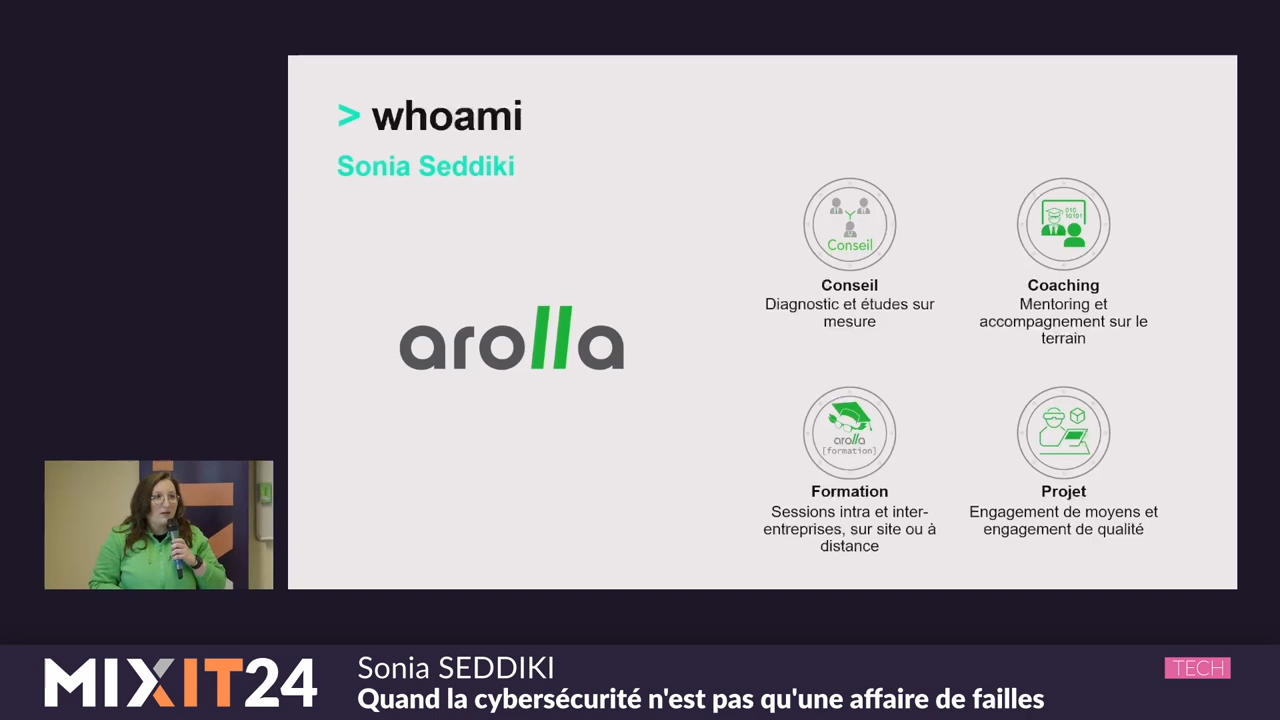 > whoami
Sonia Seddiki
arolla
Conseil
Conseil
Diagnostic et études sur
mesure
010
10101
Coaching
Mentoring et
accompagnement sur le
terrain
arolla
[formation]
Formation
Sessions intra et inter-
entreprises, sur site ou à
distance
Projet
Engagement de moyens et
engagement de qualité
MIXIT24
Sonia SEDDIKI
Quand la cybersécurité n'est pas qu'une affaire de failles
TECH